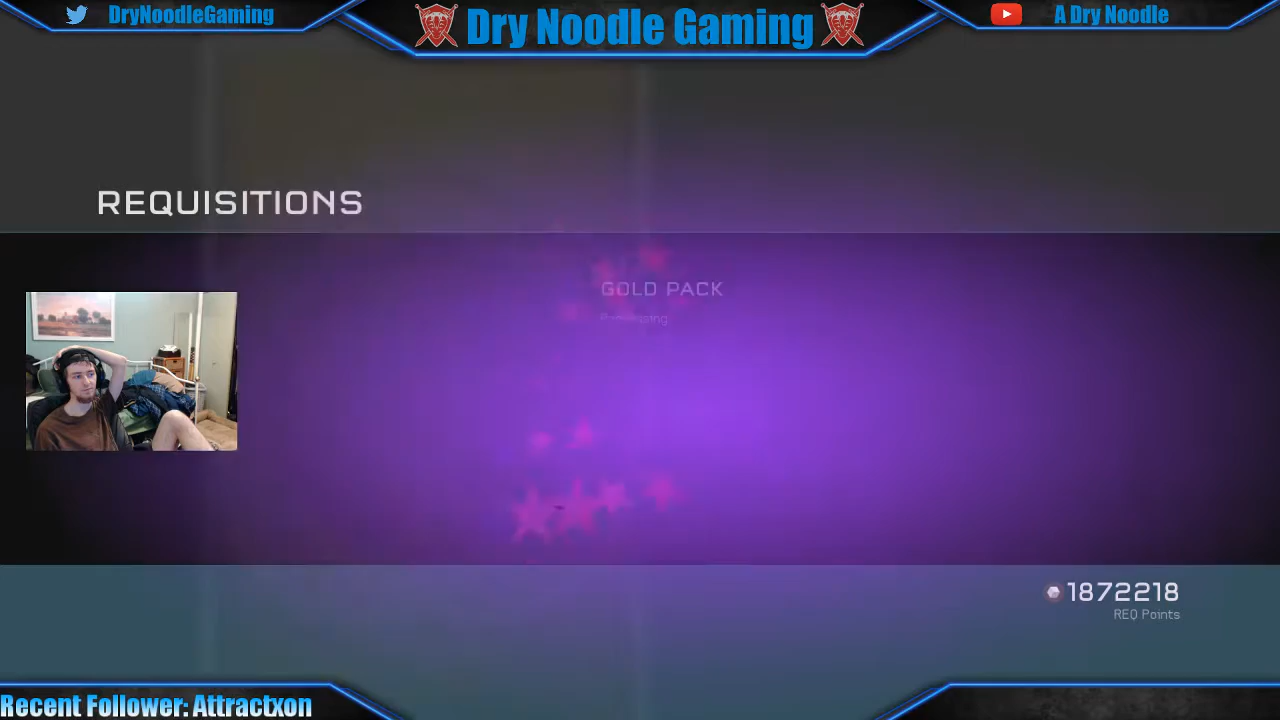 DryNoodleGaming
Dry Noodle Gaming
A Dry Noodle
REQUISITIONS
GOLD PACK
1872218
REQ Points
Recent Follower: Attractxon